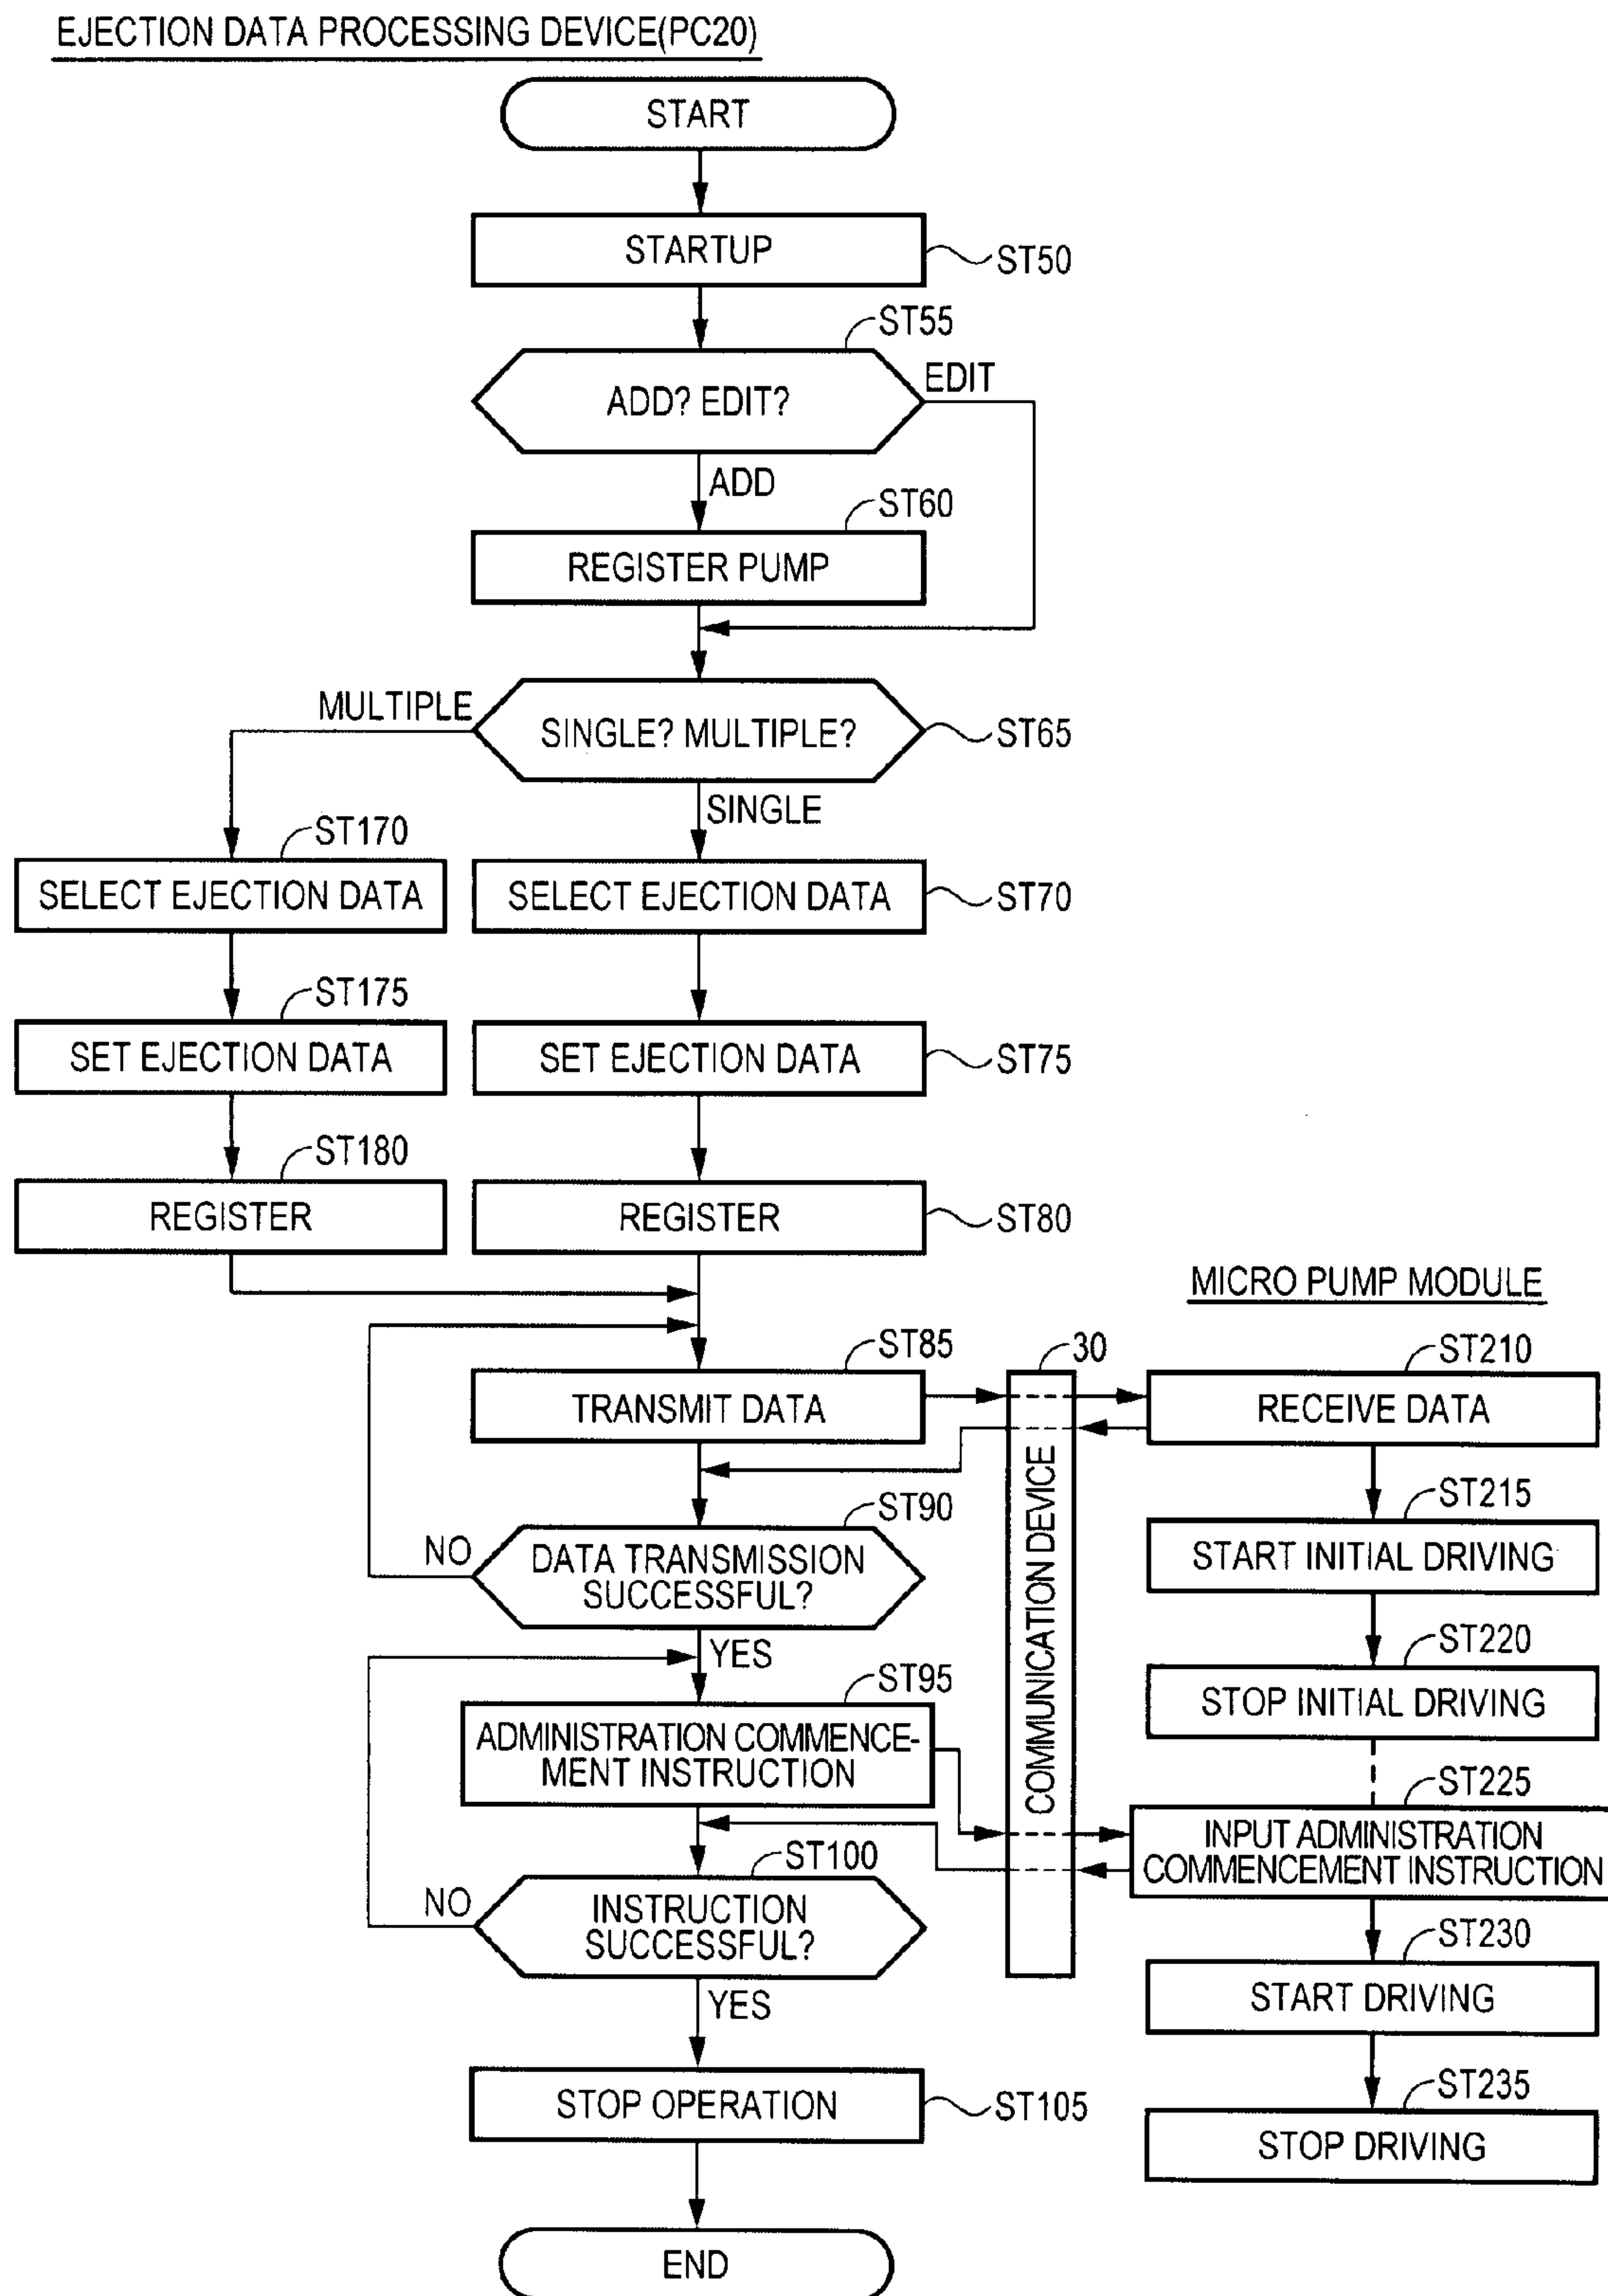 EJECTION DATA PROCESSING DEVICE(PC20)
START
STARTUP
ST50
ST55
ADD? EDIT?
EDIT
ADD
ST60
REGISTER PUMP
MULTIPLE
SINGLE? MULTIPLE?
ST65
SINGLE
ST170
SELECT EJECTION DATA
SELECT EJECTION DATA
ST70
ST175
SET EJECTION DATA
SET EJECTION DATA
ST75
ST180
REGISTER
REGISTER
ST80
MICRO PUMP MODULE
ST85
30
ST210
TRANSMIT DATA
RECEIVE DATA
COMMUNICATION DEVICE
ST90
ST215
NO
DATA TRANSMISSION
SUCCESSFUL?
START INITIAL DRIVING
YES
ST220
ST95
STOP INITIAL DRIVING
ADMINISTRATION COMMENCE-
MENT INSTRUCTION
ST225
INPUT ADMINISTRATION
COMMENCEMENT INSTRUCTION
ST100
NO
INSTRUCTION
SUCCESSFUL?
ST230
YES
START DRIVING
ST235
STOP OPERATION
ST105
STOP DRIVING
END